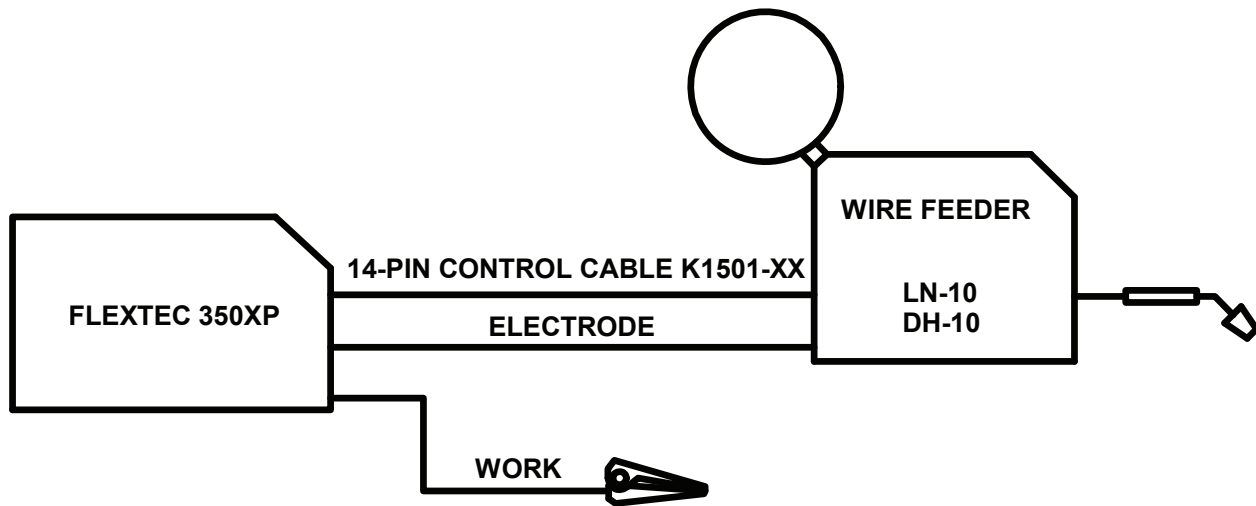 WIRE FEEDER
14-PIN CONTROL CABLE K1501-XX
LN-10
FLEXTEC 350XP
ELECTRODE
DH-10
WORK